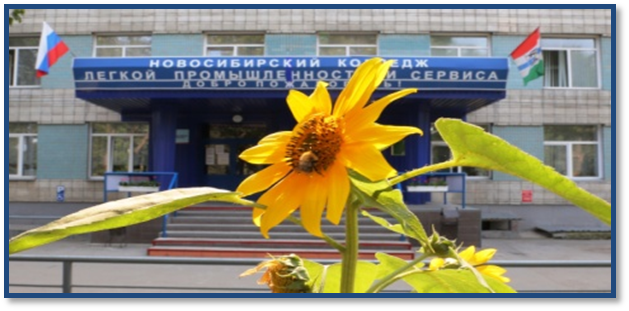 НОВОСИБИРСКИЙ КОЛЛЕДЖ
ЛЕГКОЙ ПРОМЫШЛЕННОСТИ И СЕРВИСА
ДОБРО ПОЖАЛОВАТЬ!